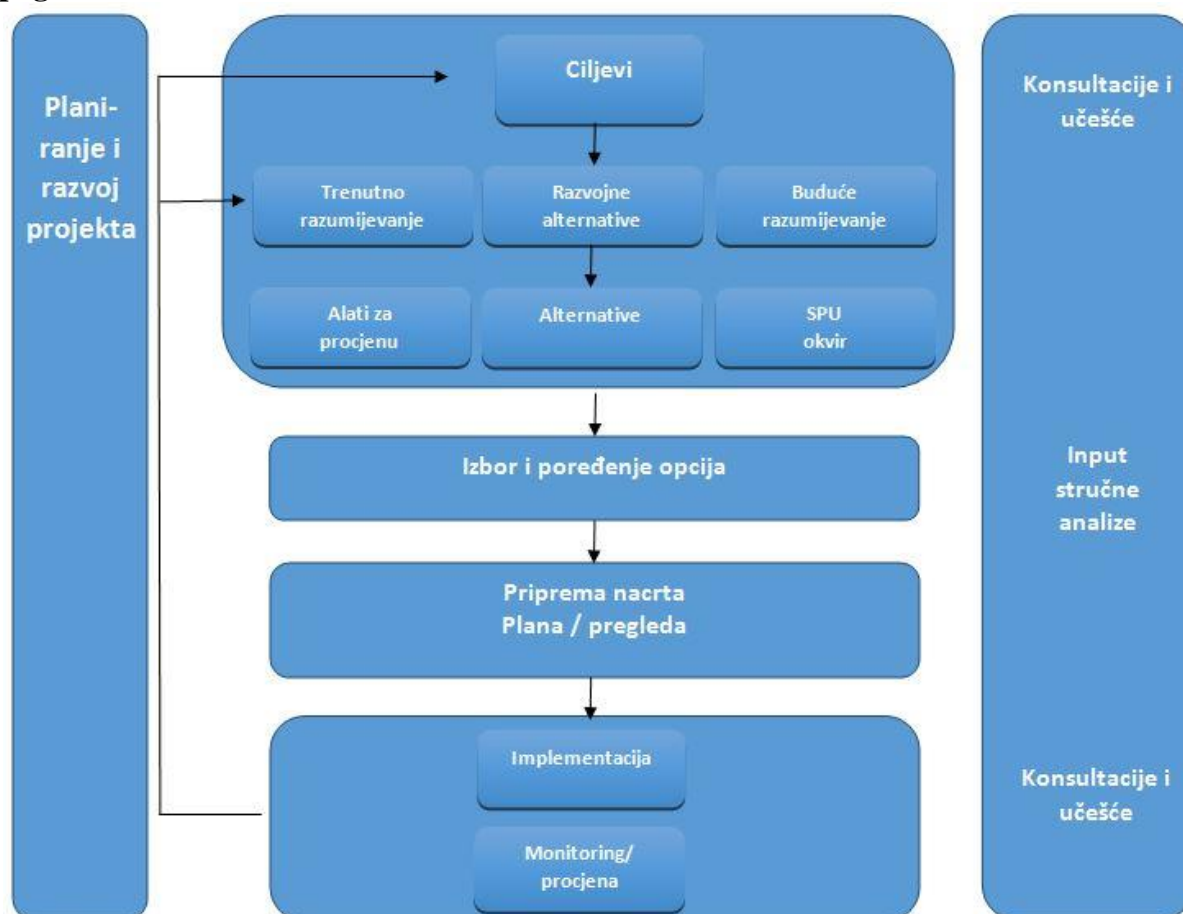 Plani-
ranje i
razvoj
projekta
Ciljevi
Trenutno
razumijevanje
Razvojne
alternative
Buduće
razumijevanje
Alati za
procjenu
Alternative
SPU
okvir
Izbor i poređenje opcija
Priprema nacrta
Plana / pregleda
Implementacija
Monitoring/
procjena
Konsultacije i
učešće
Input
stručne
analize
Konsultacije i
učešće